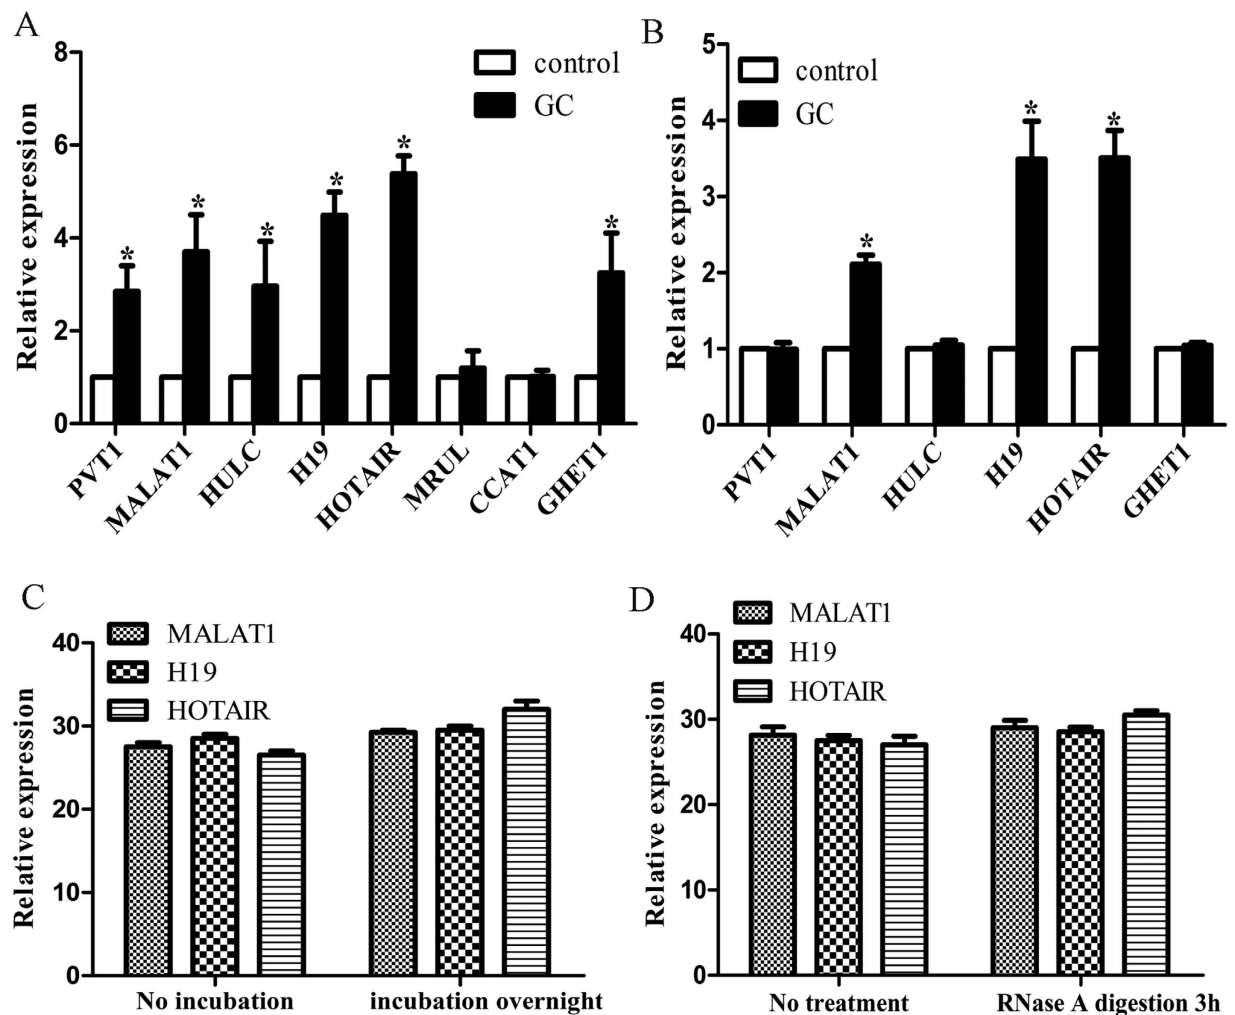 A
Relative expression
8
6
4
2
0
control
GC
* * * * * *
PVT1 MALAT1 HULC H19 HOTAIR MRUL CCAT1 GHET1
B
Relative expression
5
4
3
2
1
0
control
GC
* * *
PVT1 MALAT1 HULC H19 HOTAIR GHET1
C
Relative expression
40
30
20
10
0
MALAT1
H19
HOTAIR
No incubation incubation overnight
D
Relative expression
40
30
20
10
0
MALAT1
H19
HOTAIR
No treatment RNase A digestion 3h